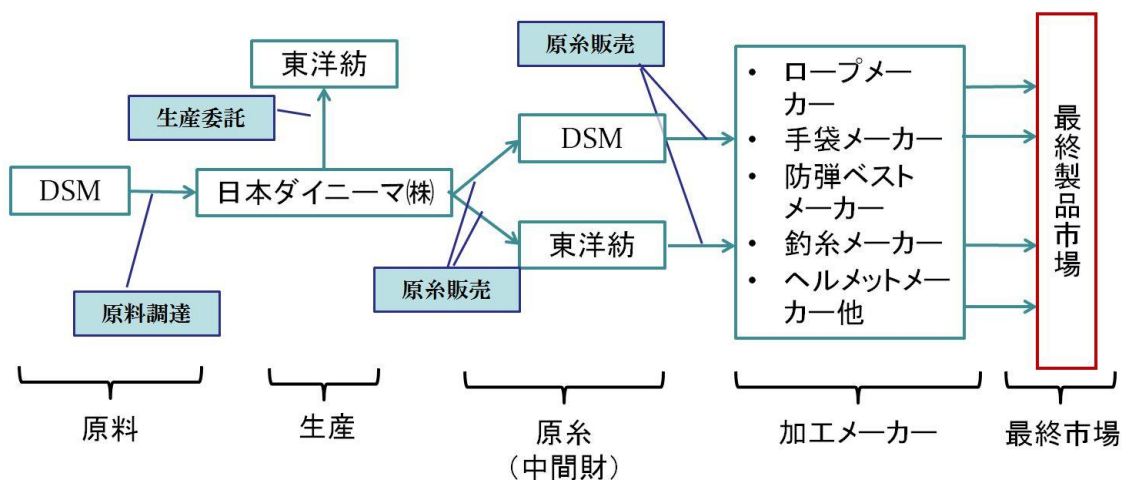 東洋紡
原糸販売
生産委託
DSM
日本ダイニーマ㈱
DSM
東洋紡
原料調達
原糸販売
• ロープメー
カー
• 手袋メーカー
• 防弾ベスト
メーカー
• 釣糸メーカー
• ヘルメットメー
カー他
最終製品市場
原料
生産
原糸
（中間財）
加工メーカー
最終市場